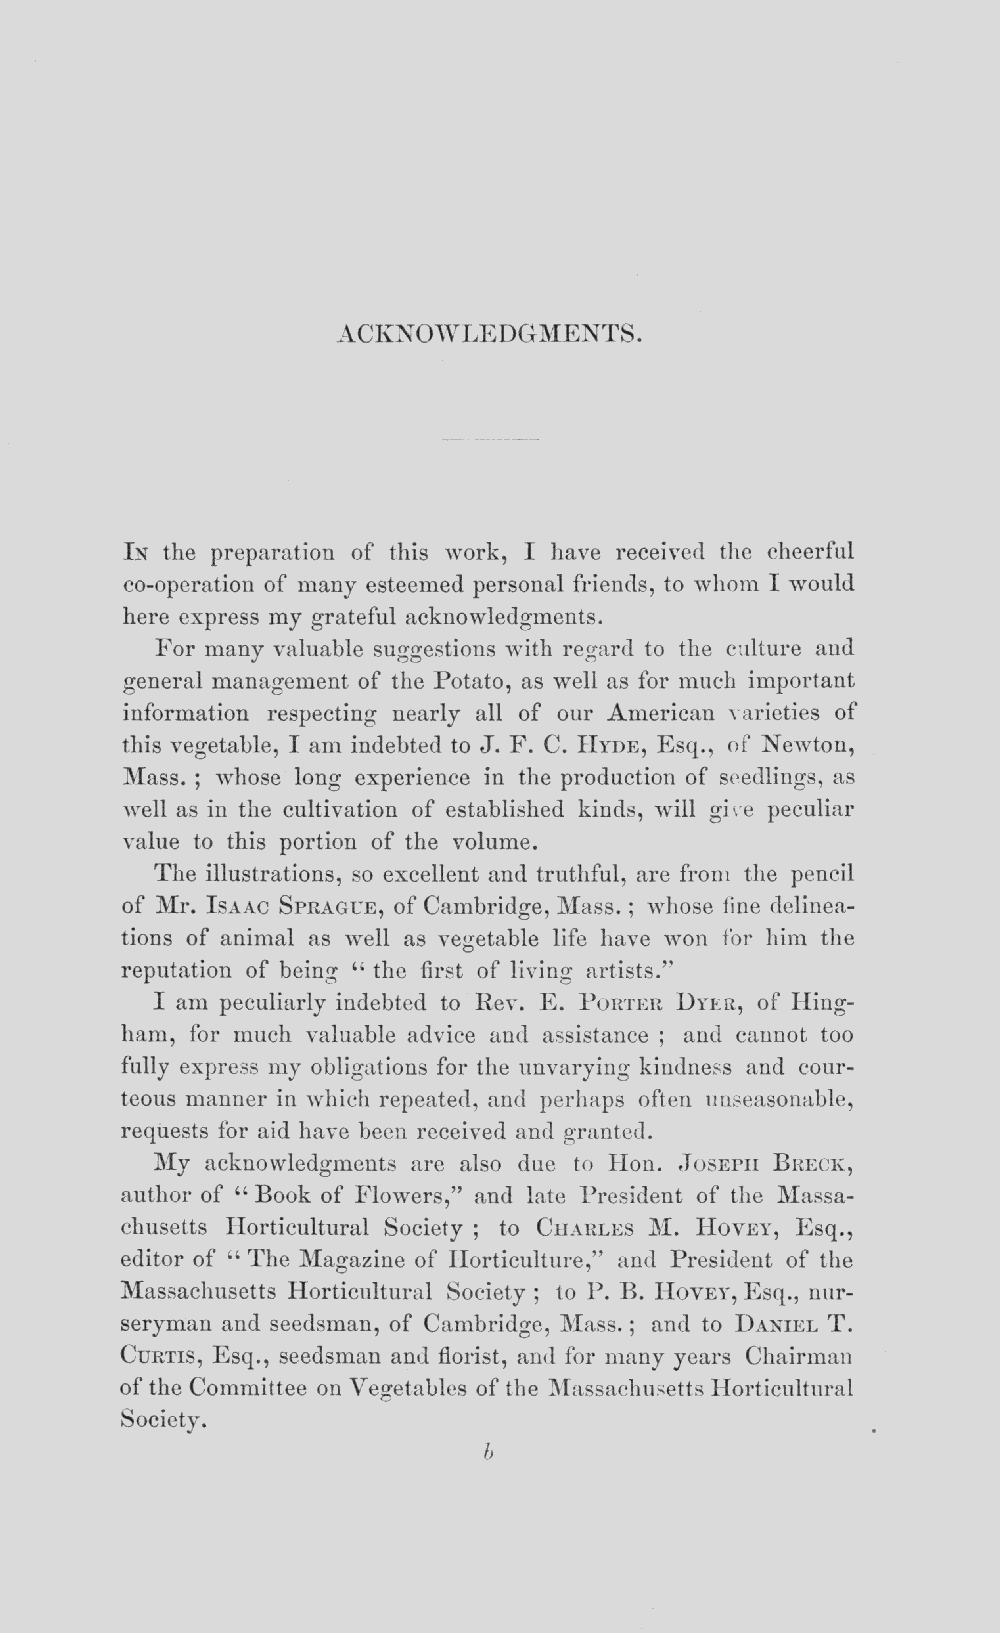 ACKNOWLEDGMENTS.
IN the preparation of this work, I have received the cheerful
co-operation of many esteemed personal friends, to whom I would
here express my grateful acknowledgments.
For many valuable suggestions with regard to the culture and
general management of the Potato, as well as for much important
information respecting nearly all of our American varieties of
this vegetable, I am indebted to J. F. C. HYDE, Esq., of Newton,
Mass. ; whose long experience in the production of seedlings, as
well as in the cultivation of established kinds, will give peculiar
value to this portion of the volume.
The illustrations, so excellent and truthful, are from the pencil
of Mr. ISAAC SPRAGUE, of Cambridge, Mass. ; whose fine delinea-
tions of animal as well as vegetable life have won for him the
reputation of being “ the first of living artists.”
I am peculiarly indebted to Rev. E. PORTER DYER, of Hing-
ham, for much valuable advice and assistance ; and cannot too
fully express my obligations for the unvarying kindness and cour-
teous manner in which repeated, and perhaps often unseasonable,
requests for aid have been received and granted.
My acknowledgments are also due to Hon. JOSEPH BRECK,
author of “ Book of Flowers,” and late President of the Massa-
chusetts Horticultural Society ; to CHARLES M. HOVEY, Esq.,
editor of “ The Magazine of Horticulture,” and President of the
Massachusetts Horticultural Society ; to P. B. HOVEY, Esq., nur-
seryman and seedsman, of Cambridge, Mass. ; and to DANIEL T.
CURTIS, Esq., seedsman and florist, and for many years Chairman
of the Committee on Vegetables of the Massachusetts Horticultural
Society.
b